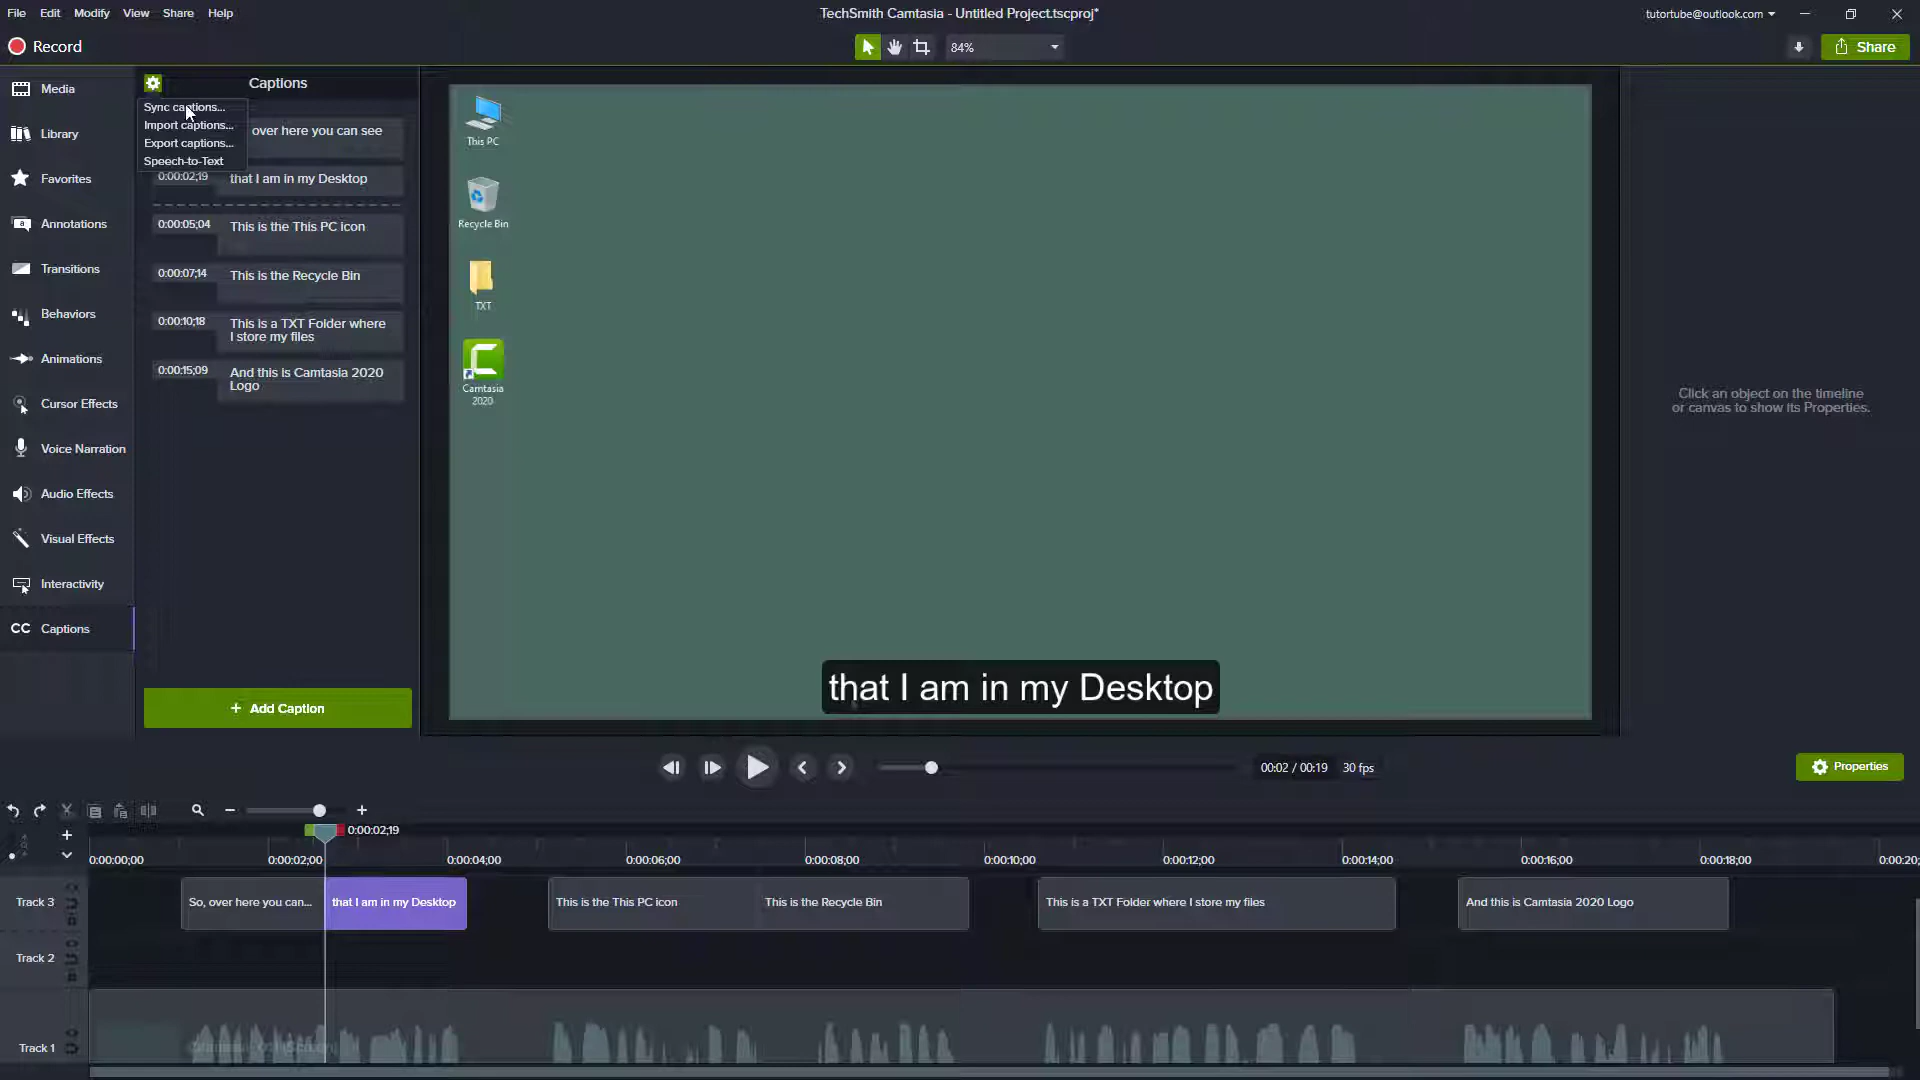 File Edit Modify View Share Help
TechSmith Camtasia - Untitled Project.tscproj*
tutortube@outlook.com
Record
84%
Share
Media
Library
Favorites
Annotations
Transitions
Behaviors
Animations
Cursor Effects
Voice Narration
Audio Effects
Visual Effects
Interactivity
CC Captions
Captions
Sync captions...
Import captions...
Export captions...
Speech-to-Text
over here you can see
0:00:02;19 that I am in my Desktop
0:00:05;04 This is the This PC icon
0:00:07;14 This is the Recycle Bin
0:00:10;18 This is a TXT Folder where
I store my files
0:00:15;09 And this is Camtasia 2020
Logo
+ Add Caption
This PC
Recycle Bin
TXT
Camtasia
2020
that I am in my Desktop
Click an object on the timeline
or canvas to show its Properties.
00:02 / 00:19 30 fps
Properties
0:00:02;19
0:00:00;00 0:00:02;00 0:00:04;00 0:00:06;00 0:00:08;00 0:00:10;00 0:00:12;00 0:00:14;00 0:00:16;00 0:00:18;00 0:00:20;
Track 3 So, over here you can... that I am in my Desktop This is the This PC icon This is the Recycle Bin This is a TXT Folder where I store my files And this is Camtasia 2020 Logo
Track 2
Track 1